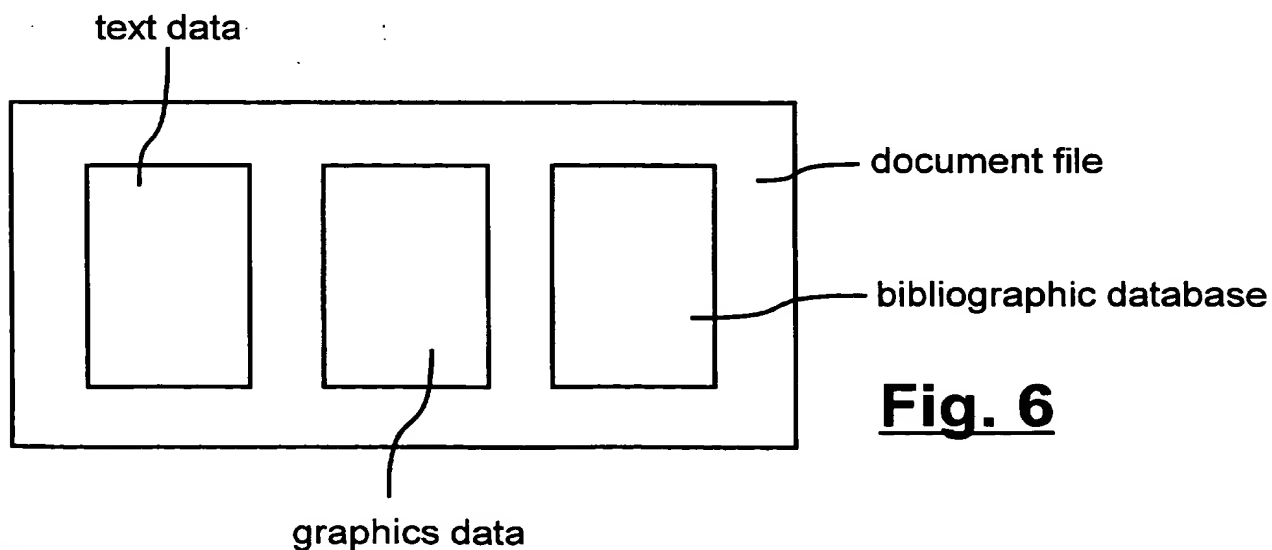 text data
document file
bibliographic database
Fig. 6
graphics data